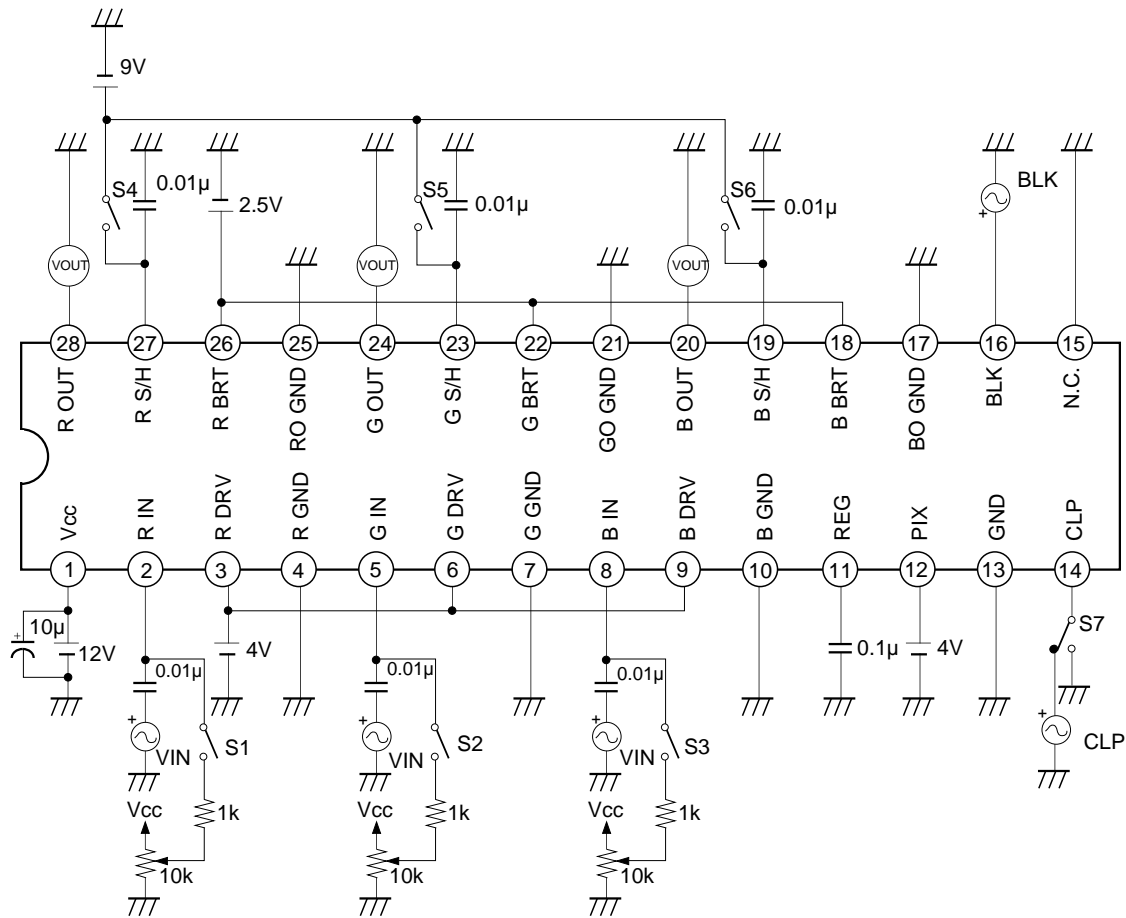 9V
S4
0.01μ
2.5V
S5
0.01μ
S6
0.01μ
BLK
+
VOUT
VOUT
VOUT
28
27
26
25
24
23
22
21
20
19
18
17
16
15
R OUT
R S/H
R BRT
RO GND
G OUT
G S/H
G BRT
GO GND
B OUT
B S/H
B BRT
BO GND
BLK
N.C.
Vcc
R IN
R DRV
R GND
G IN
G DRV
G GND
B IN
B DRV
B GND
REG
PIX
GND
CLP
1
2
3
4
5
6
7
8
9
10
11
12
13
14
+
10μ
12V
0.01μ
4V
0.01μ
0.01μ
0.1μ
4V
S7
+
VIN
S1
+
VIN
S2
+
VIN
S3
+
CLP
Vcc
1k
Vcc
1k
Vcc
1k
10k
10k
10k